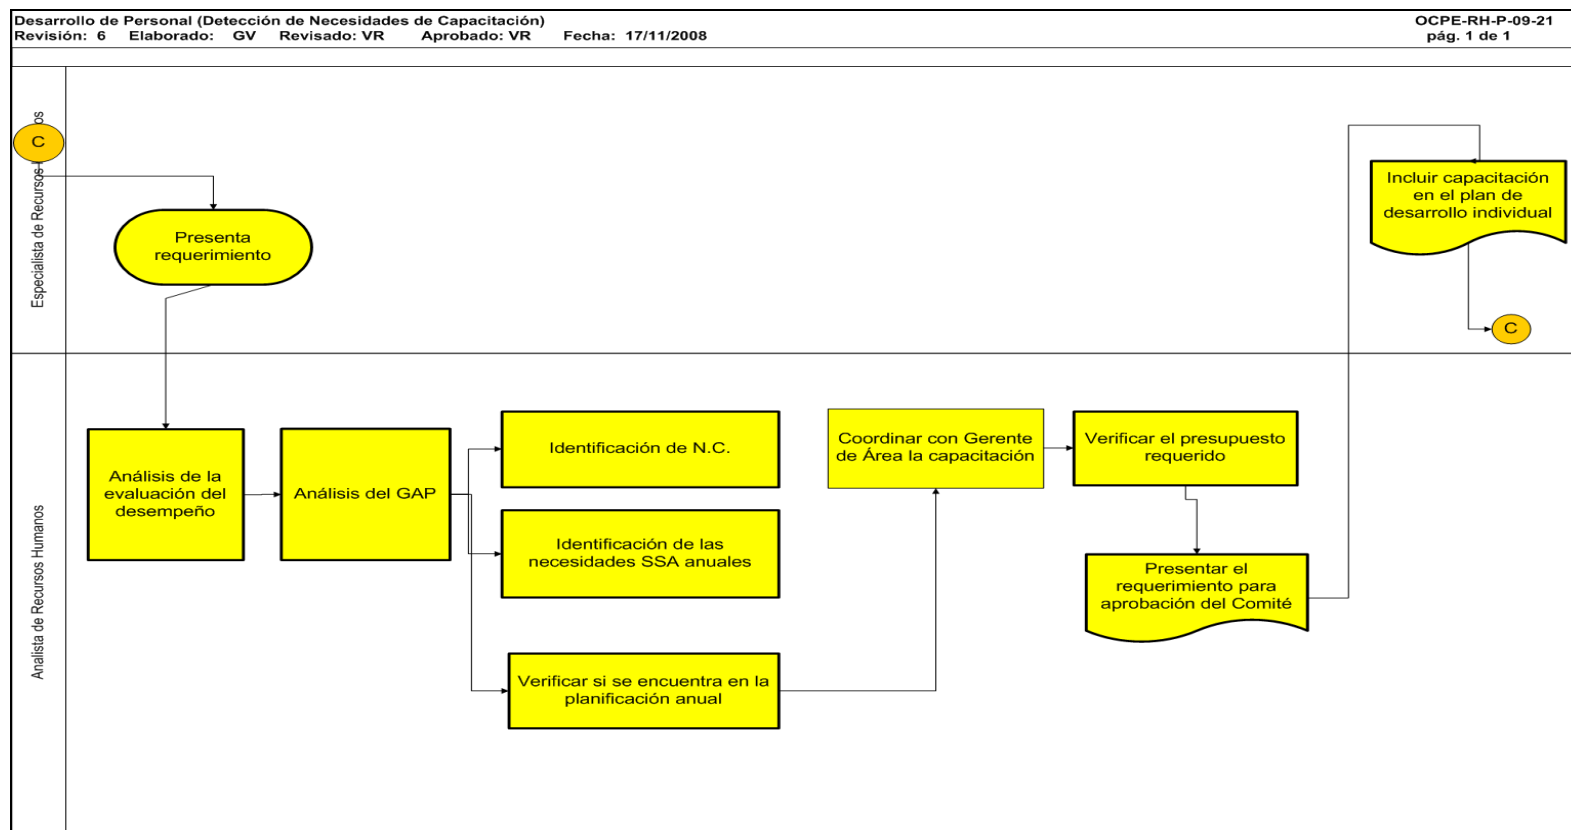 Desarrollo de Personal (Detección de Necesidades de Capacitación)
OCPE-RH-P-09-21
Revisión: 6 Elaborado: GV Revisado: VR Aprobado: VR Fecha: 17/11/2008
pág. 1 de 1
Especialista de Recursos
C
Presenta
requerimiento
Incluir capacitación
en el plan de
desarrollo individual
C
Analista de Recursos Humanos
Análisis de la
evaluación del
desempeño
Análisis del GAP
Identificación de N.C.
Identificación de las
necesidades SSA anuales
Verificar si se encuentra en la
planificación anual
Coordinar con Gerente
de Área la capacitación
Verificar el presupuesto
requerido
Presentar el
requerimiento para
aprobación del Comité